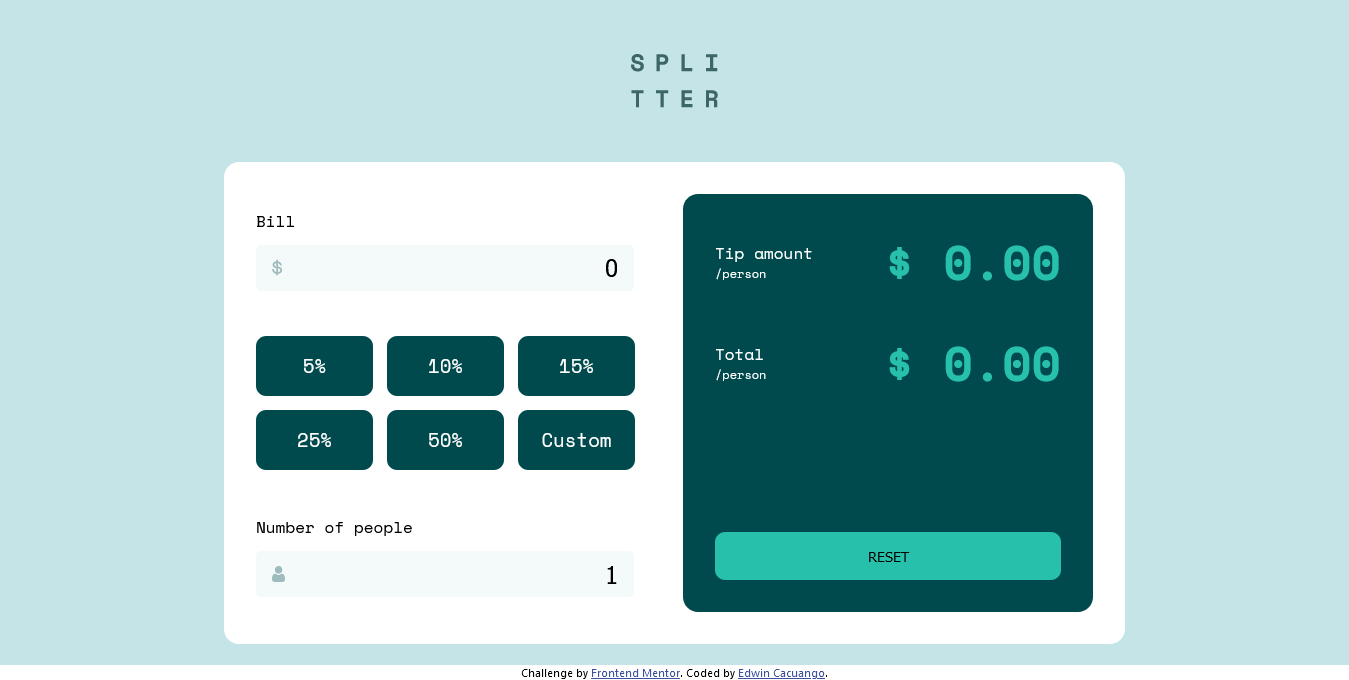 SPLI
TTER
Bill
$ 0
5% 10% 15%
25% 50% Custom
Number of people
1
Tip amount
/person
$ 0.00
Total
/person
$ 0.00
RESET
Challenge by Frontend Mentor. Coded by Edwin Cacuango.